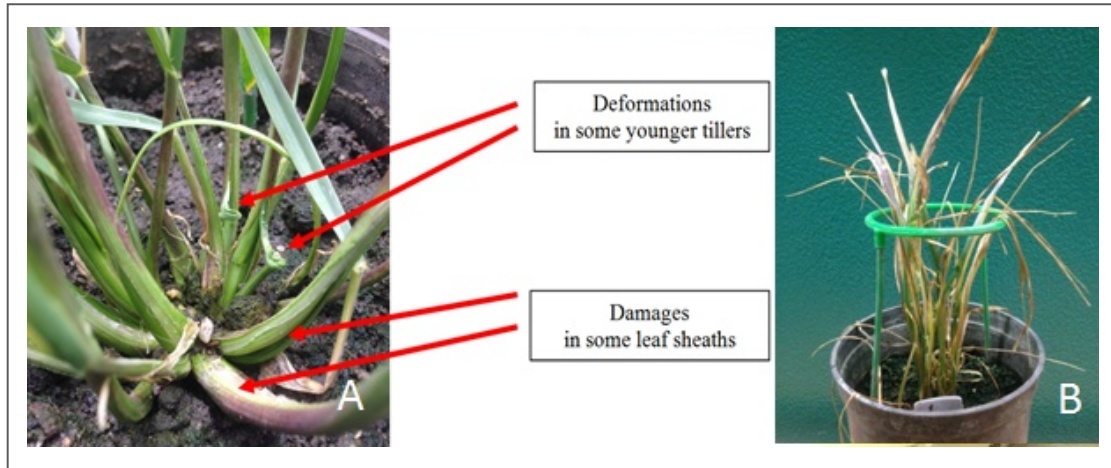 Deformations
in some younger tillers
Damages
in some leaf sheaths
A
B